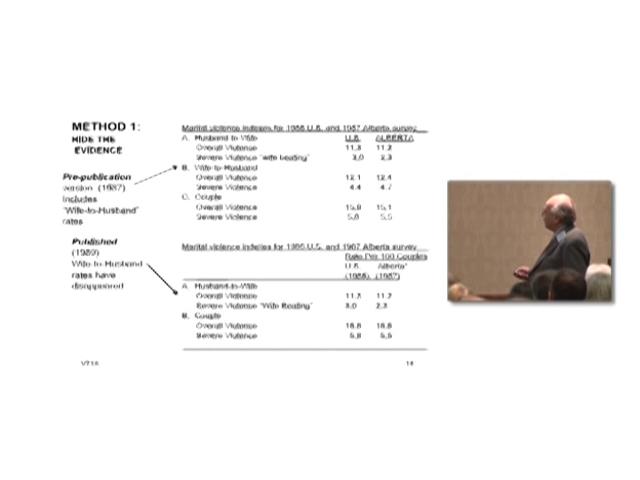 METHOD 1:
HIDE THE
EVIDENCE
Pre-publication
version (1987)
includes
"Wife-to-Husband"
rates
Published
(1989)
Wife-to-Husband
rates have
disappeared
Marital violence indexes for 1985 U.S. and 1987 Alberta survey
A. Husband-to-Wife U.S. ALBERTA
Overall Violence 11.3 11.2
Severe Violence "wife beating" 3.0 2.3
B. Wife-to-Husband
Overall Violence 12.1 12.4
Severe Violence 4.4 4.7
C. Couple
Overall Violence 15.1
Severe Violence 5.8 5.5
Marital violence indexes for 1985 U.S. and 1987 Alberta survey
Rate Per 100 Couples
U.S. Alberta
(1985) (1987)
A. Husband-to-Wife
Overall Violence 11.3 11.2
Severe Violence "Wife Beating" 3.0 2.3
B. Couple
Overall Violence
Severe Violence 5.8 5.5